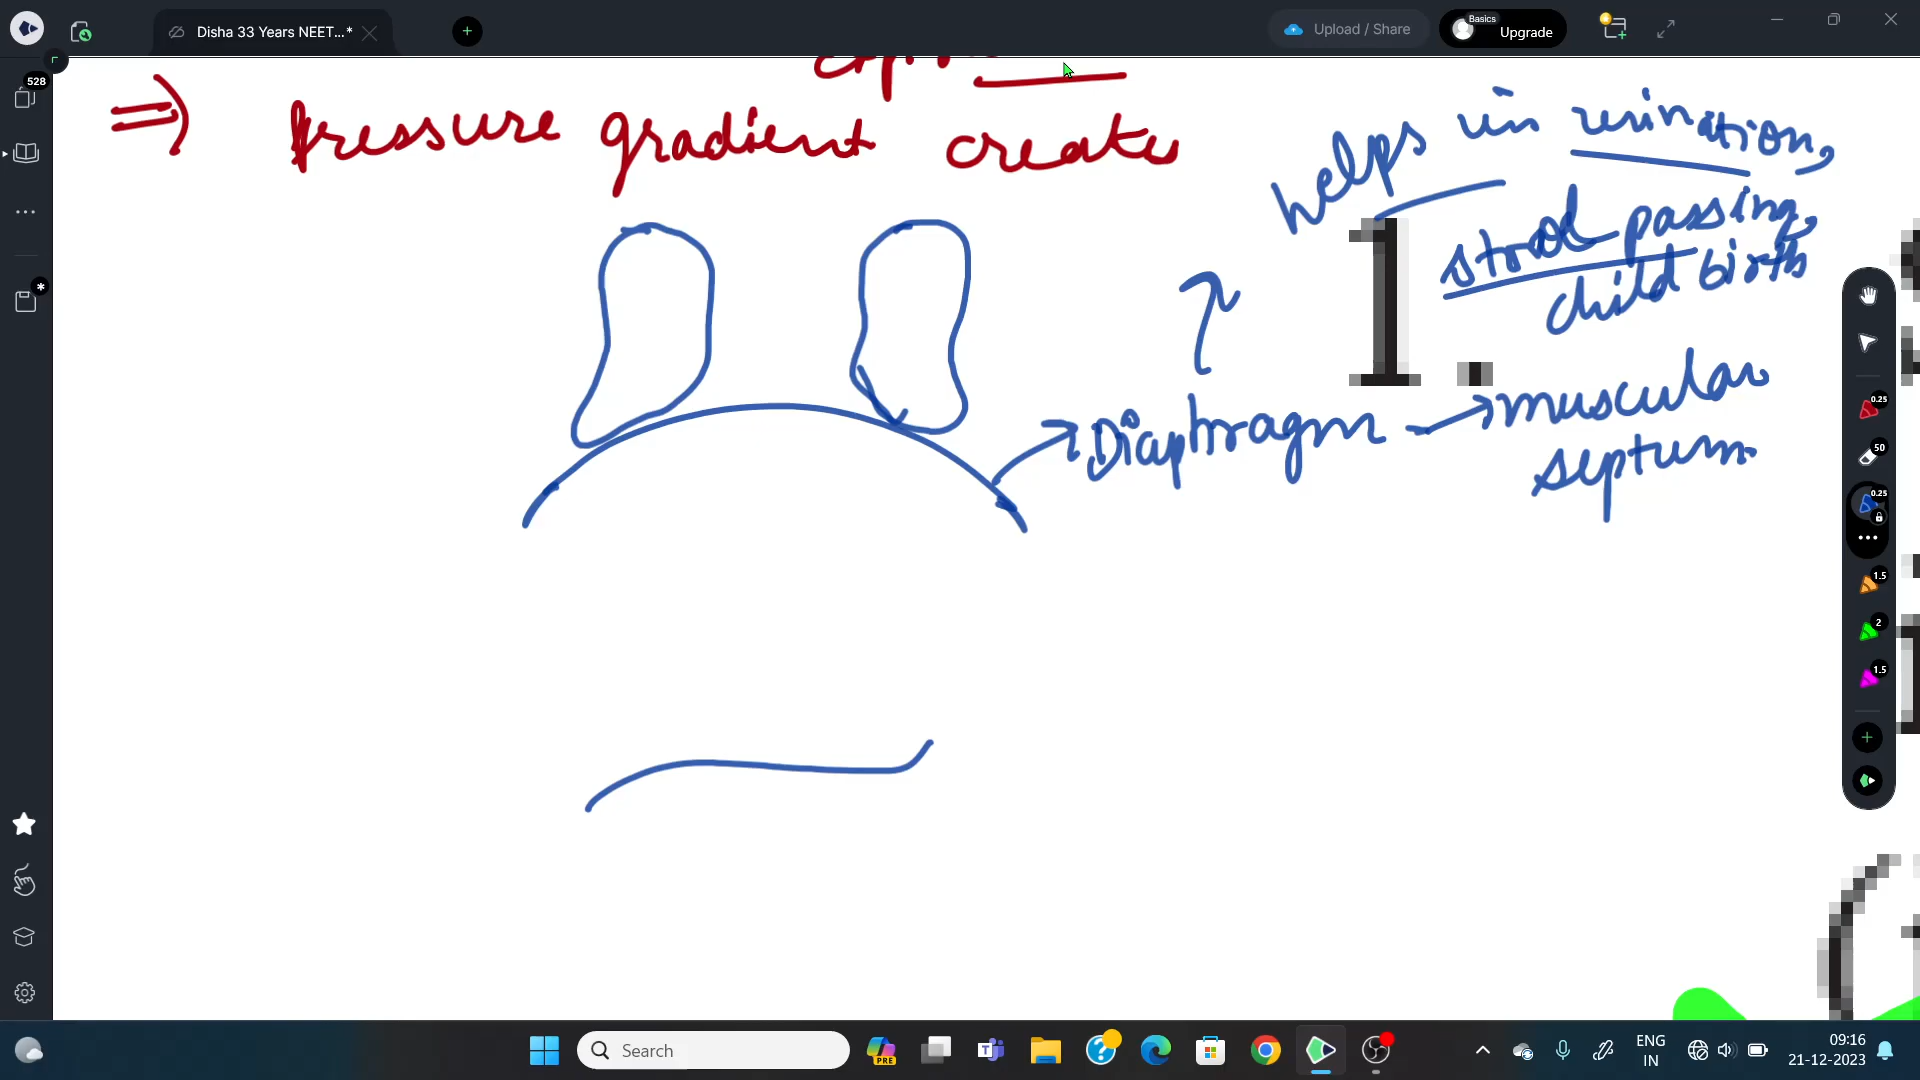 Disha 33 Years NEET...*
Upload / Share
Basics
Upgrade
528
⇒) pressure gradient creates
helps in urination,
stool passing,
child birth
1.
Diaphragm → muscular
septum
0.25
50
0.25
1.5
2
1.5
Search
PRE
ENG
IN
09:16
21-12-2023